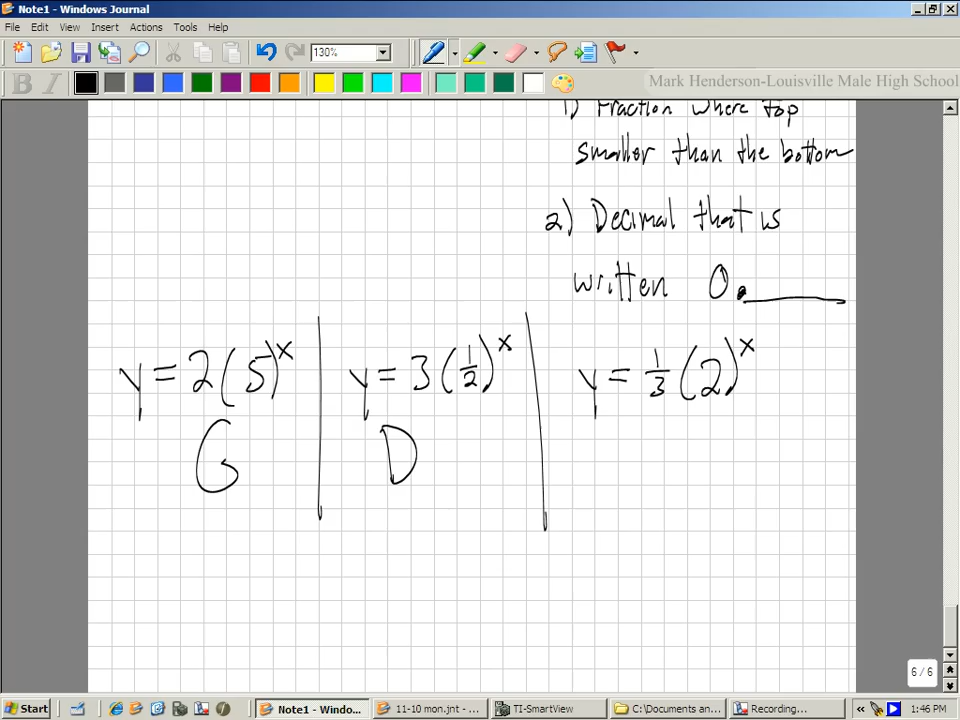 Note1 - Windows Journal
File Edit View Insert Actions Tools Help
130%
B I
Mark Henderson-Louisville Male High School
1) Fraction where top
smaller than the bottom
2) Decimal that is
written 0.______
y = 2(5)^x
y = 3(1/2)^x
y = 1/3(2)^x
G
D
6 / 6
Start
Note1 - Windo...
11-10 mon.jnt - ...
TI-SmartView
C:\Documents an...
Recording...
«
1:46 PM